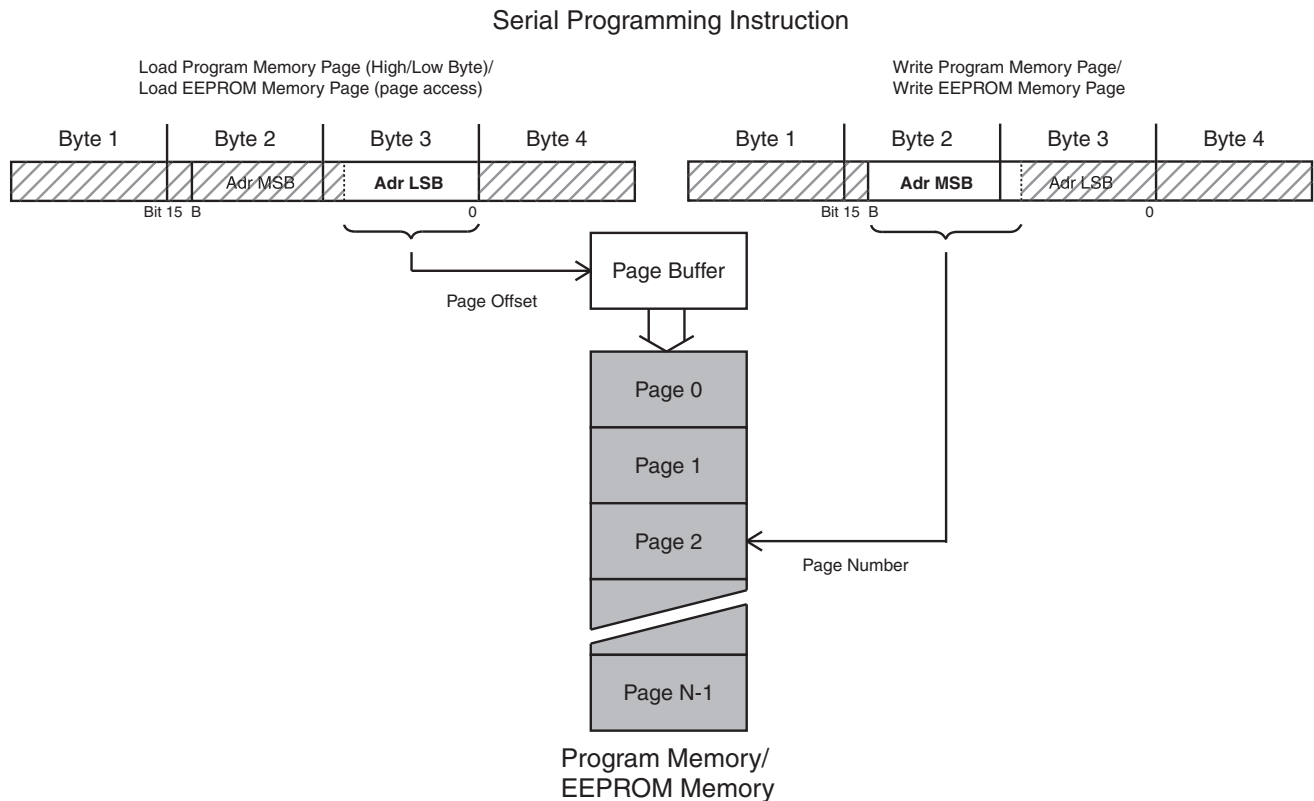 Serial Programming Instruction
Load Program Memory Page (High/Low Byte)/
Load EEPROM Memory Page (page access)
Write Program Memory Page/
Write EEPROM Memory Page
Byte 1 Byte 2 Byte 3 Byte 4
Byte 1 Byte 2 Byte 3 Byte 4
Adr MSB Adr LSB
Adr MSB Adr LSB
Bit 15 B 0
Bit 15 B 0
Page Buffer
Page Offset
Page 0
Page 1
Page 2
Page Number
Page N-1
Program Memory/
EEPROM Memory